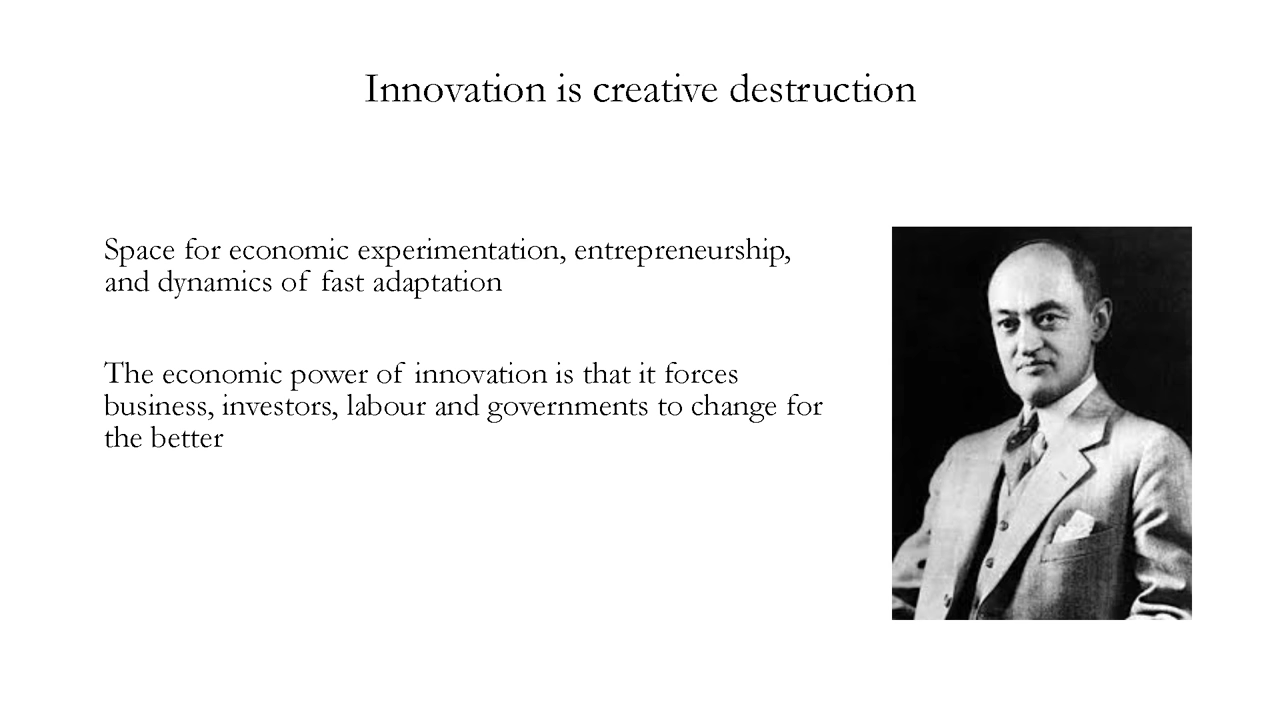 Innovation is creative destruction
Space for economic experimentation, entrepreneurship,
and dynamics of fast adaptation
The economic power of innovation is that it forces
business, investors, labour and governments to change for
the better